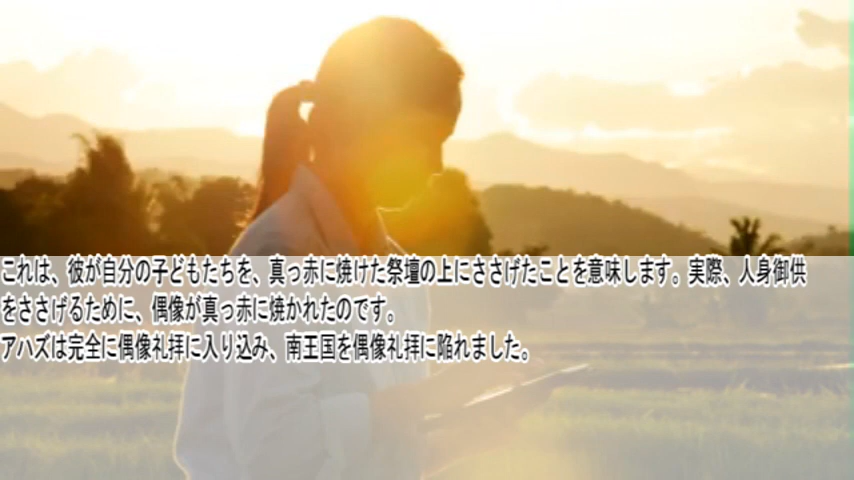 これは、彼が自分の子どもたちを、真っ赤に焼けた祭壇の上にささげたことを意味します。実際、人身御供
をささげるために、偶像が真っ赤に焼かれたのです。
アハズは完全に偶像礼拝に入り込み、南王国を偶像礼拝に陥れました。